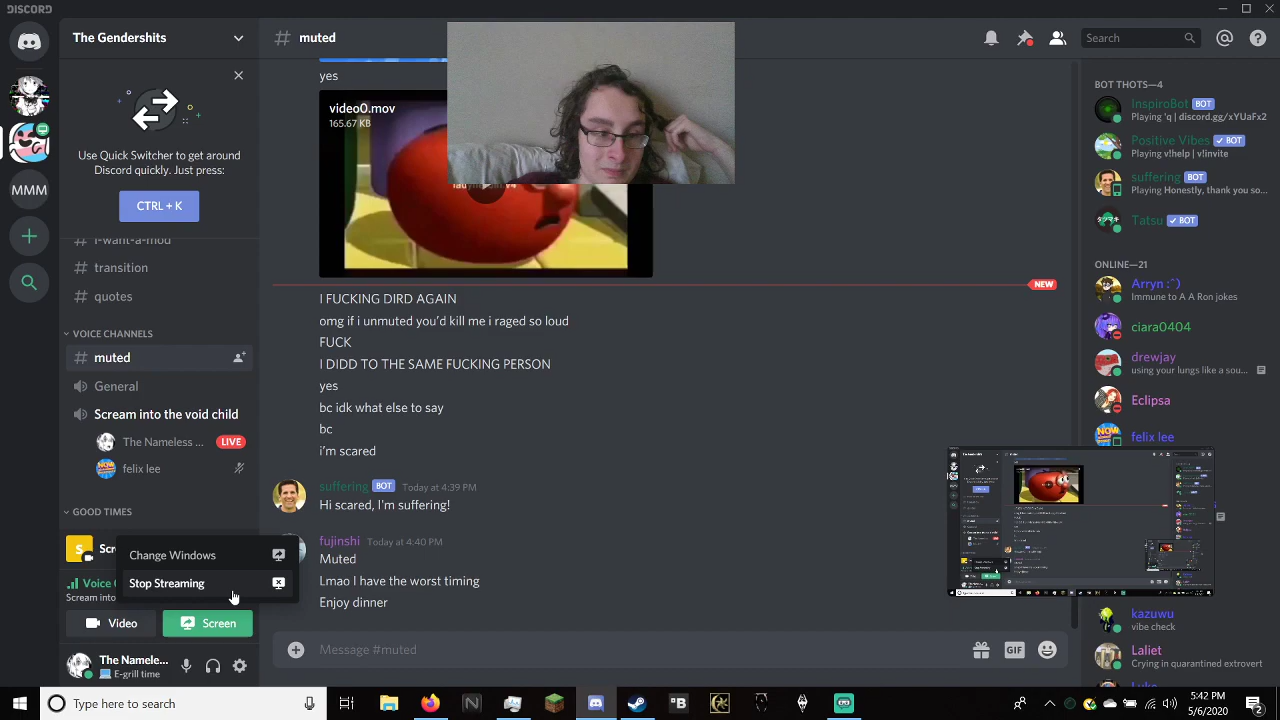 DISCORD
The Gendershits
# muted
Search
yes
video0.mov
165.67 KB
Use Quick Switcher to get around
Discord quickly. Just press:
CTRL + K
MMM
i-want-a-mod
transition
quotes
VOICE CHANNELS
muted
General
Scream into the void child
The Nameless ...
LIVE
felix lee
GOOD TIMES
Change Windows
Stop Streaming
Voice
Scream into
Video
Screen
The Namele...
E-grill time
NEW
I FUCKING DIRD AGAIN
omg if i unmuted you'd kill me i raged so loud
FUCK
I DIDD TO THE SAME FUCKING PERSON
yes
bc idk what else to say
bc
i'm scared
suffering BOT Today at 4:39 PM
Hi scared, I'm suffering!
fujinshi Today at 4:40 PM
Muted
Lmao I have the worst timing
Enjoy dinner
Message #muted
GIF
BOT THOTS—4
InspiroBot BOT
Playing 'q | discord.gg/xYUaFx2
Positive Vibes BOT
Playing v!help | v!invite
suffering BOT
Playing Honestly, thank you so...
Tatsu BOT
ONLINE—21
Arryn :^)
Immune to A A Ron jokes
ciara0404
drewjay
using your lungs like a sou...
Eclipsa
felix lee
kazuwu
vibe check
Laliet
Crying in quarantined extrovert
Luke
Type here to search
5:42 PM
5/6/2020
2